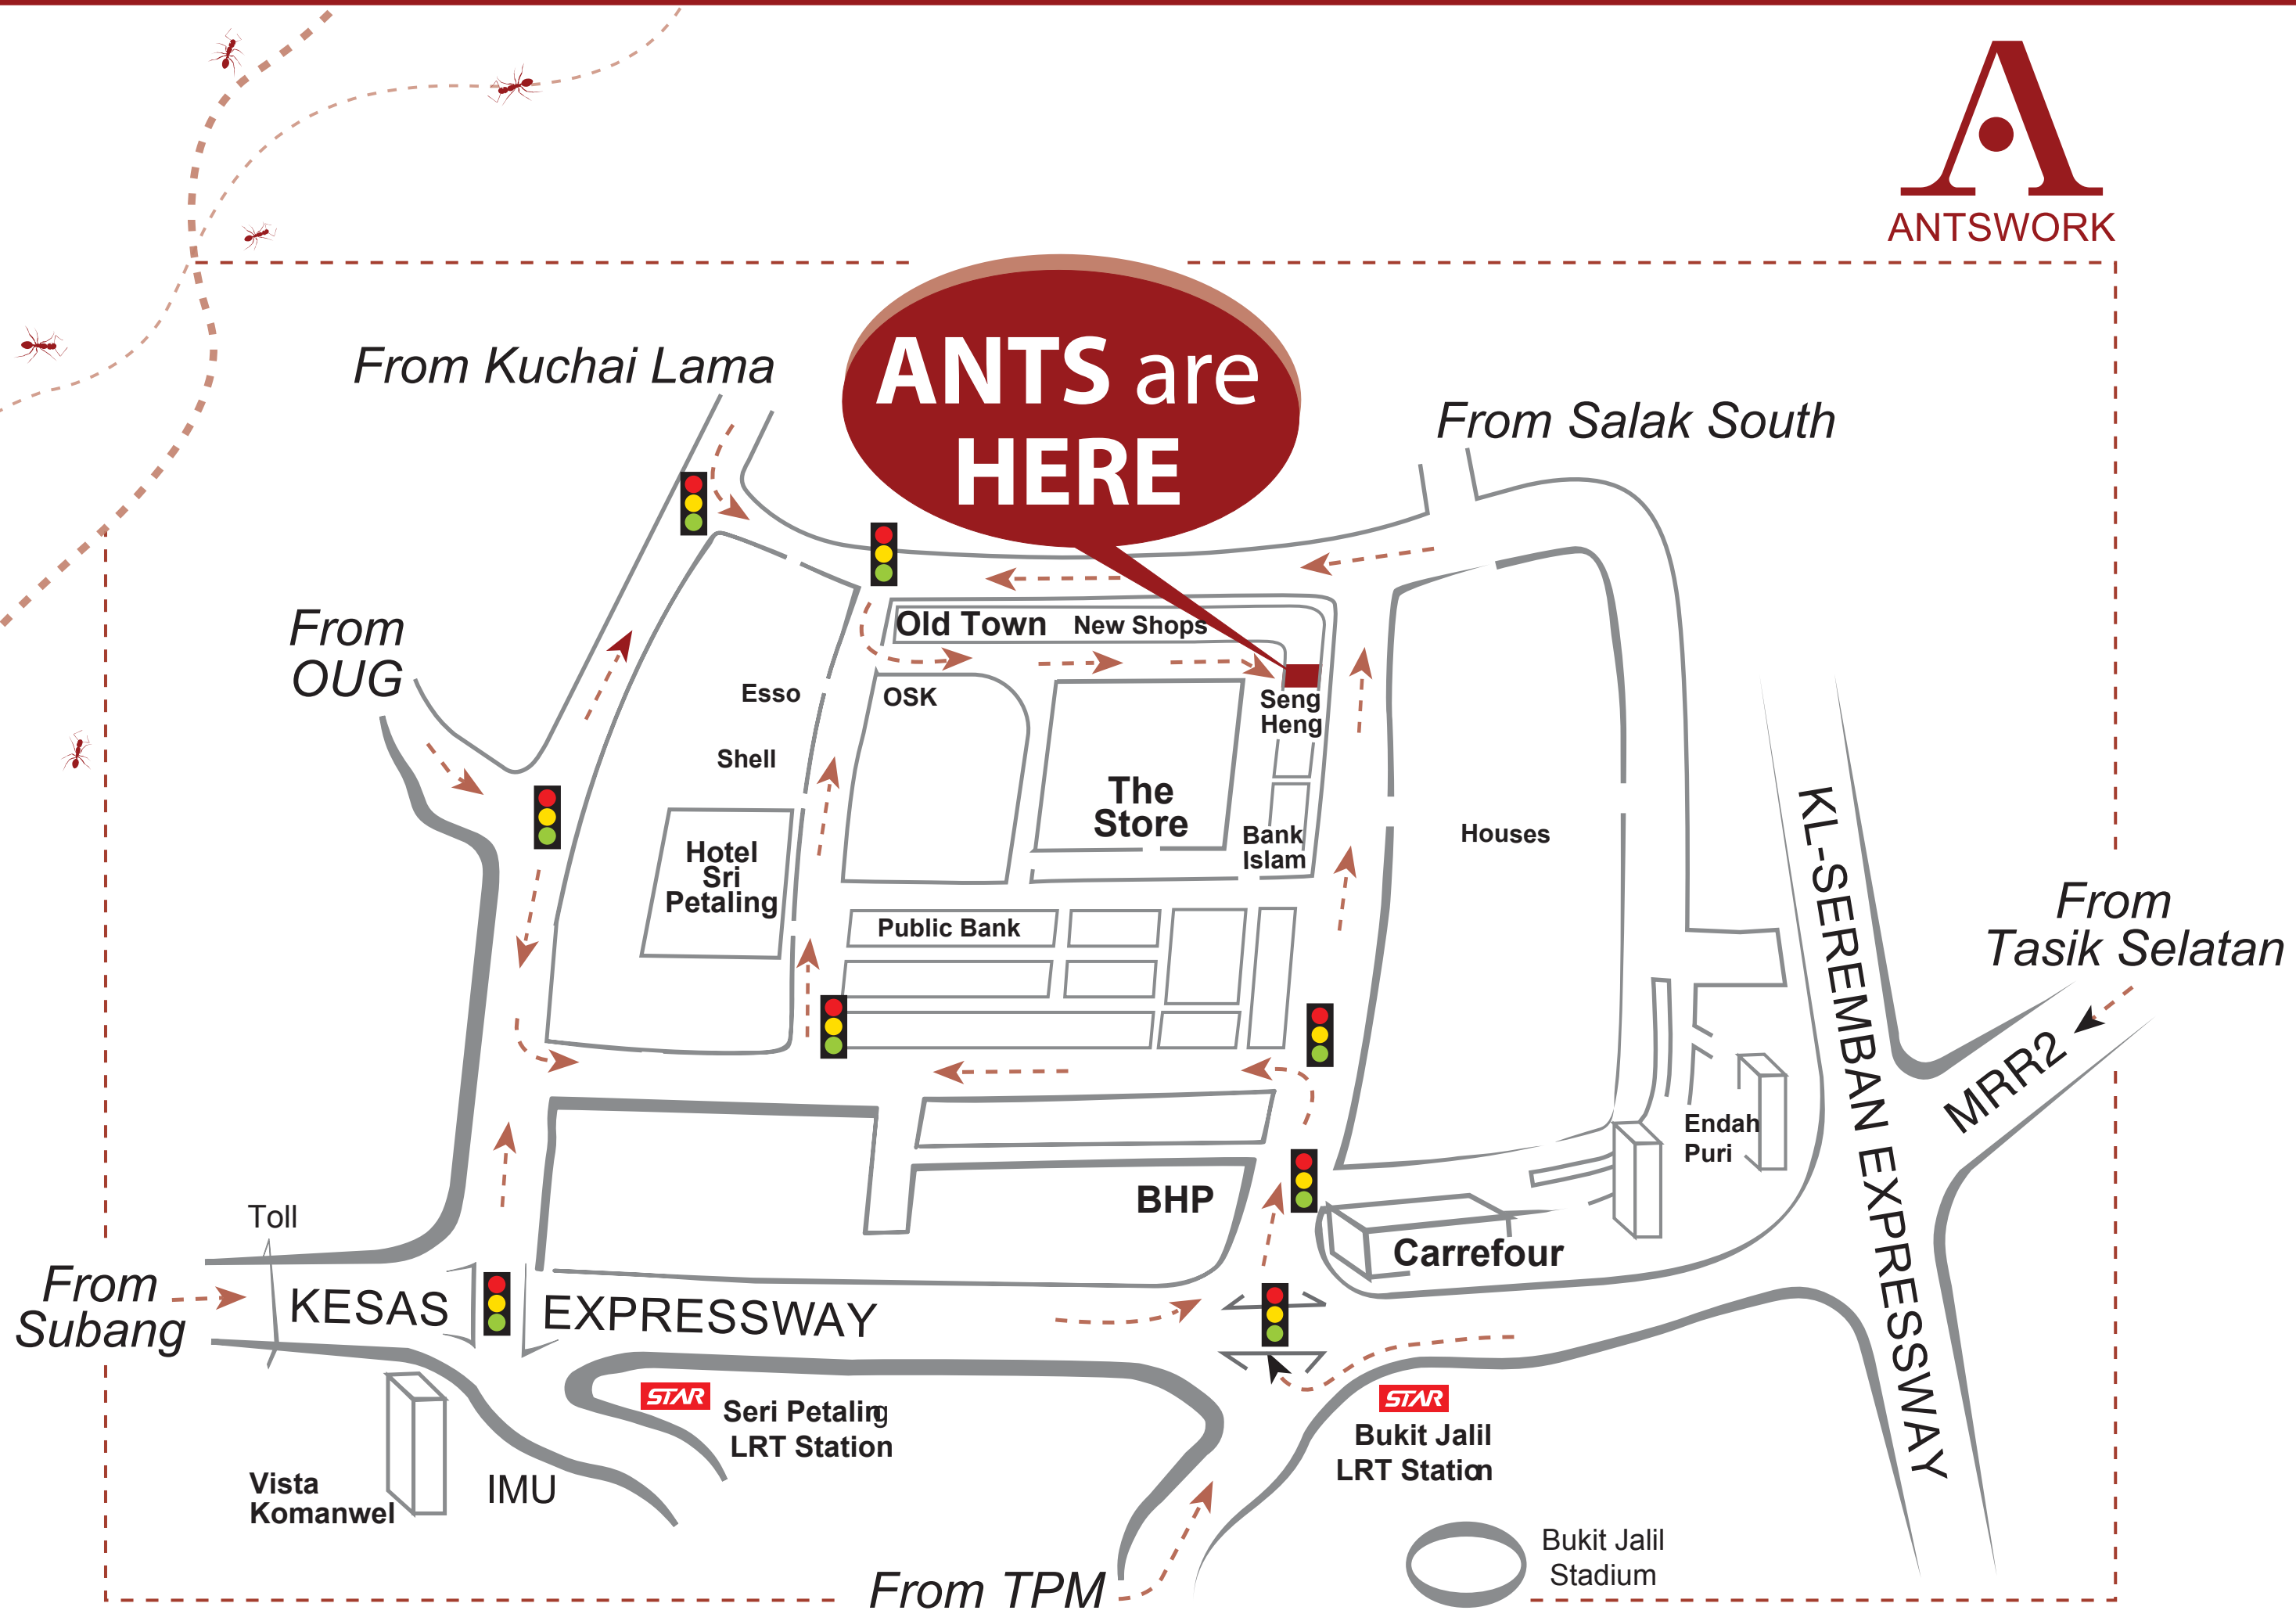 ANTSWORK
ANTS are
HERE
From Kuchai Lama
From Salak South
From
OUG
Old Town
New Shops
Esso
OSK
Seng
Heng
Shell
The
Store
Hotel
Sri
Petaling
Bank
Islam
Houses
KL-SEREMBAN EXPRESSWAY
From
Tasik Selatan
Public Bank
MRR2
Endah
Puri
BHP
Toll
Carrefour
From
Subang
KESAS
EXPRESSWAY
STAR
Seri Petaling
LRT Station
STAR
Bukit Jalil
LRT Station
Vista
Komanwel
IMU
Bukit Jalil
Stadium
From TPM